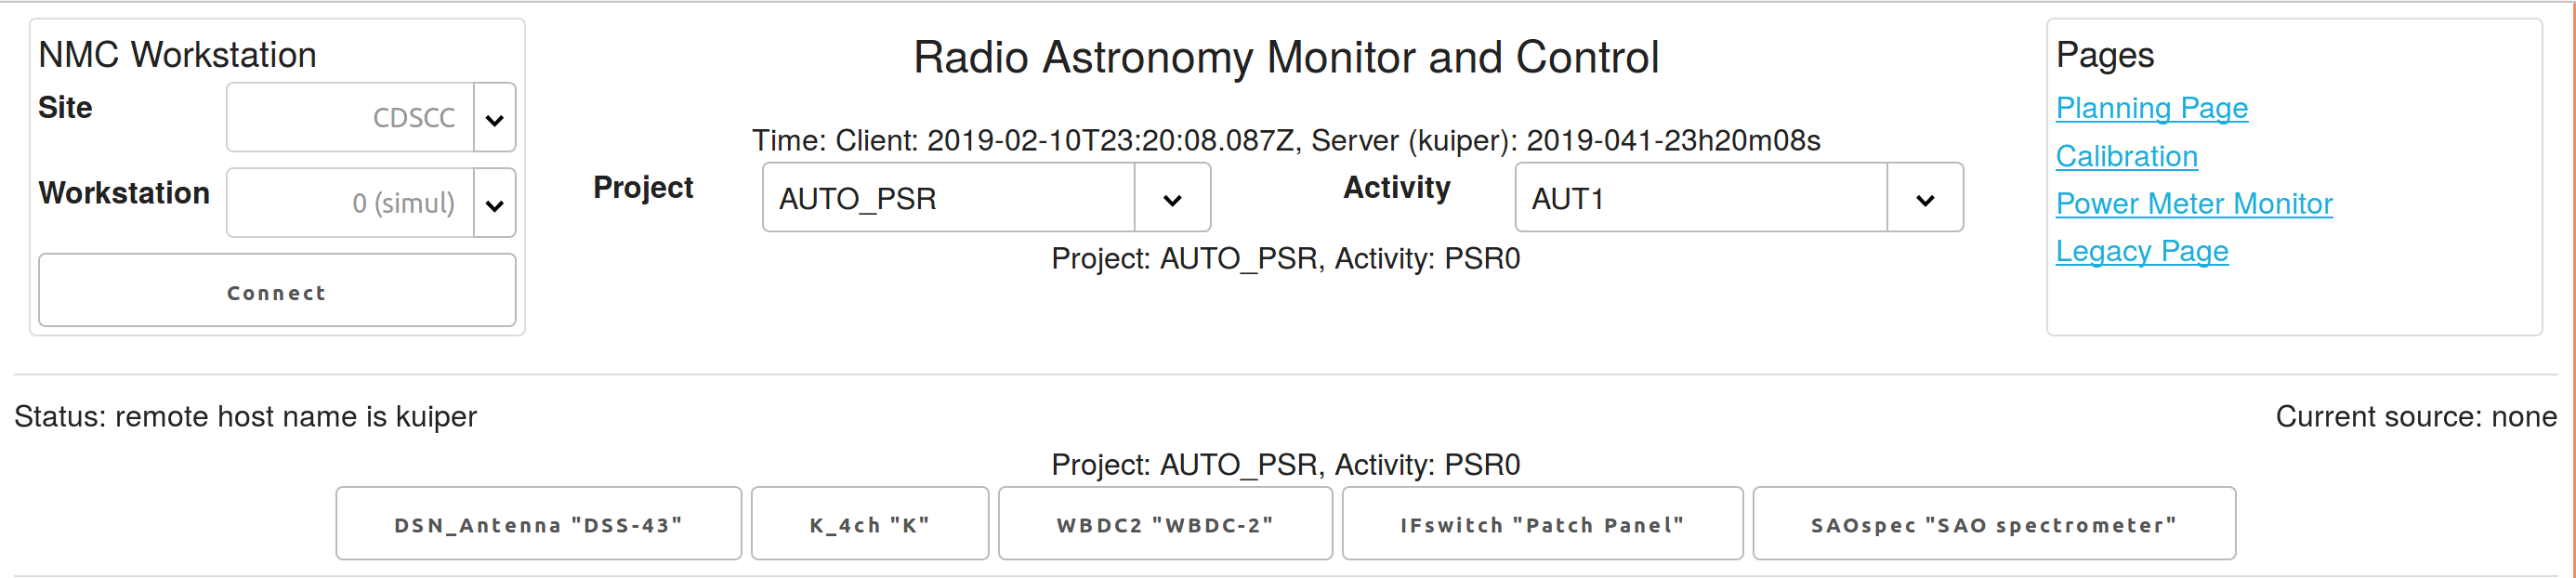 NMC Workstation
Site
CDSCC
Workstation
0 (simul)
Connect
Radio Astronomy Monitor and Control
Time: Client: 2019-02-10T23:20:08.087Z, Server (kuiper): 2019-041-23h20m08s
Project
AUTO_PSR
Activity
AUT1
Project: AUTO_PSR, Activity: PSR0
Pages
Planning Page
Calibration
Power Meter Monitor
Legacy Page
Status: remote host name is kuiper
Current source: none
Project: AUTO_PSR, Activity: PSR0
DSN_Antenna "DSS-43"
K_4ch "K"
WBDC2 "WBDC-2"
IFswitch "Patch Panel"
SAOspec "SAO spectrometer"